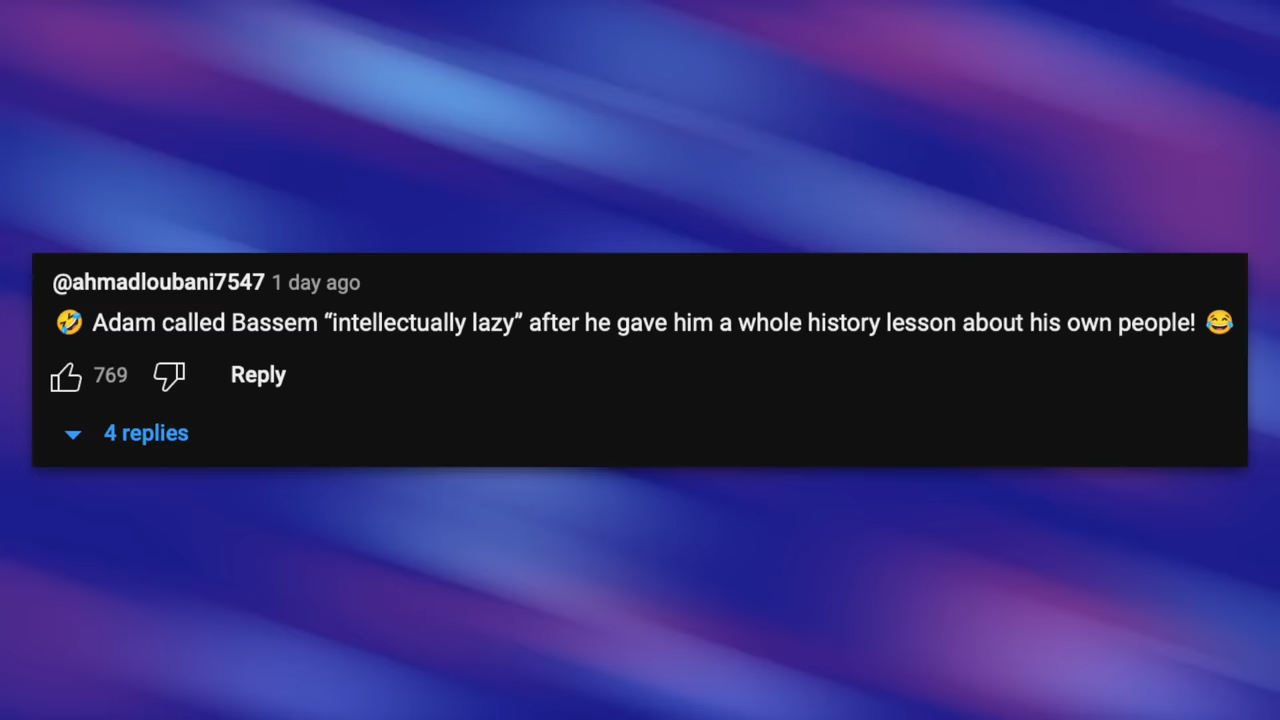 @ahmadloubani7547 1 day ago
🤣 Adam called Bassem “intellectually lazy” after he gave him a whole history lesson about his own people! 😂
769 Reply
4 replies